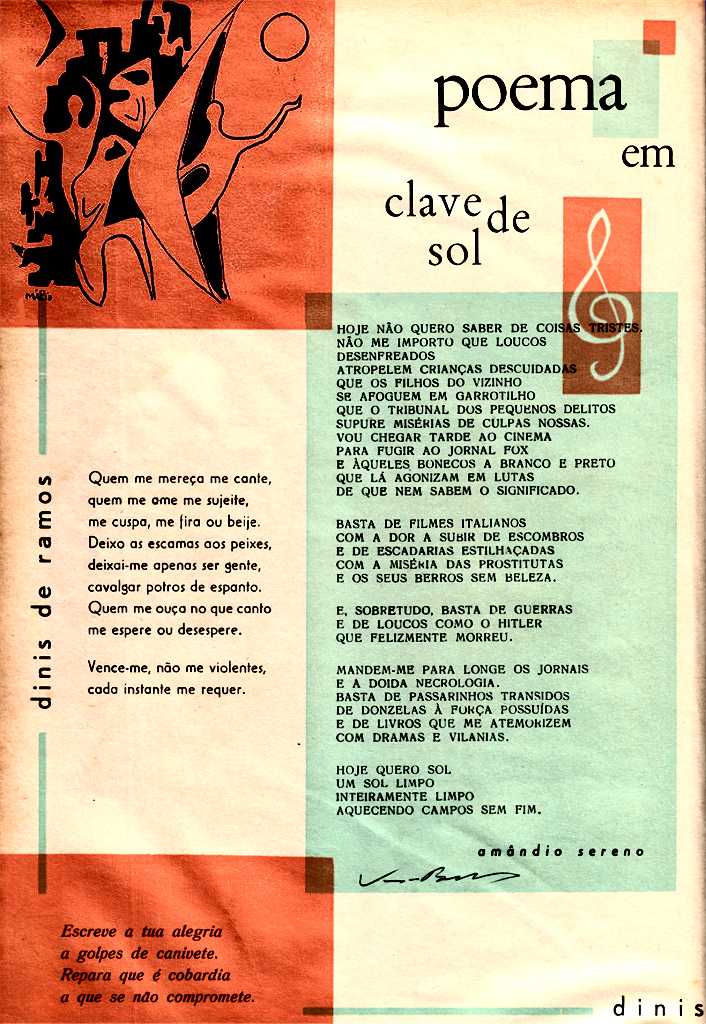 MÁRIO
poema
em
clave de
sol
HOJE NÃO QUERO SABER DE COISAS TRISTES.
NÃO ME IMPORTO QUE LOUCOS
DESENFREADOS
ATROPELEM CRIANÇAS DESCUIDADAS
QUE OS FILHOS DO VIZINHO
SE AFOGUEM EM GARROTILHO
QUE O TRIBUNAL DOS PEQUENOS DELITOS
SUPURE MISÉRIAS DE CULPAS NOSSAS.
VOU CHEGAR TARDE AO CINEMA
PARA FUGIR AO JORNAL FOX
E ÀQUELES BONECOS A BRANCO E PRETO
QUE LÁ AGONIZAM EM LUTAS
DE QUE NEM SABEM O SIGNIFICADO.
BASTA DE FILMES ITALIANOS
COM A DOR A SUBIR DE ESCOMBROS
E DE ESCADARIAS ESTILHAÇADAS
COM A MISÉRIA DAS PROSTITUTAS
E OS SEUS BERROS SEM BELEZA.
E, SOBRETUDO, BASTA DE GUERRAS
E DE LOUCOS COMO O HITLER
QUE FELIZMENTE MORREU.
MANDEM-ME PARA LONGE OS JORNAIS
E A DOIDA NECROLOGIA.
BASTA DE PASSARINHOS TRANSIDOS
DE DONZELAS À FORÇA POSSUÍDAS
E DE LIVROS QUE ME ATEMORIZEM
COM DRAMAS E VILANIAS.
HOJE QUERO SOL
UM SOL LIMPO
INTEIRAMENTE LIMPO
AQUECENDO CAMPOS SEM FIM.
amândio sereno
dinis de ramos
Quem me mereça me cante,
quem me ame me sujeite,
me cuspa, me fira ou beije.
Deixo as escamas aos peixes,
deixai-me apenas ser gente,
cavalgar potros de espanto.
Quem me ouça no que canto
me espere ou desespere.
Vence-me, não me violentes,
cada instante me requer.
Escreve a tua alegria
a golpes de canivete.
Repara que é cobardia
a que se não compromete.
dinis